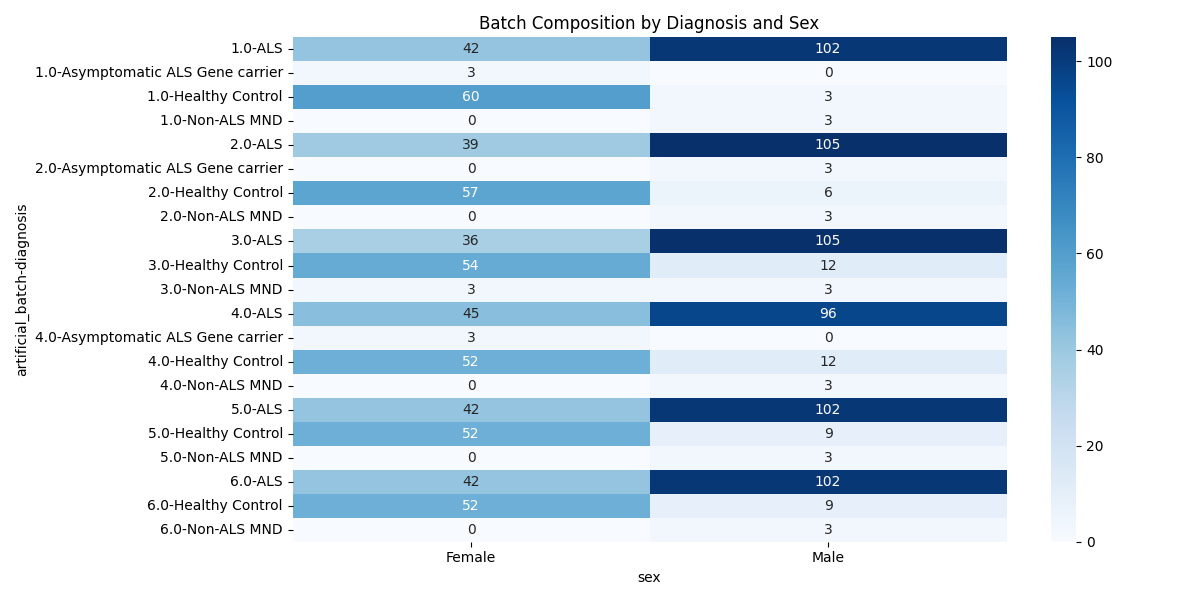 Batch Composition by Diagnosis and Sex
1.0-ALS 42 102
1.0-Asymptomatic ALS Gene carrier 3 0
1.0-Healthy Control 60 3
1.0-Non-ALS MND 0 3
2.0-ALS 39 105
2.0-Asymptomatic ALS Gene carrier 0 3
2.0-Healthy Control 57 6
2.0-Non-ALS MND 0 3
3.0-ALS 36 105
3.0-Healthy Control 54 12
3.0-Non-ALS MND 3 3
4.0-ALS 45 96
4.0-Asymptomatic ALS Gene carrier 3 0
4.0-Healthy Control 52 12
4.0-Non-ALS MND 0 3
5.0-ALS 42 102
5.0-Healthy Control 52 9
5.0-Non-ALS MND 0 3
6.0-ALS 42 102
6.0-Healthy Control 52 9
6.0-Non-ALS MND 0 3
Female Male
sex
artificial_batch-diagnosis
100
80
60
40
20
0